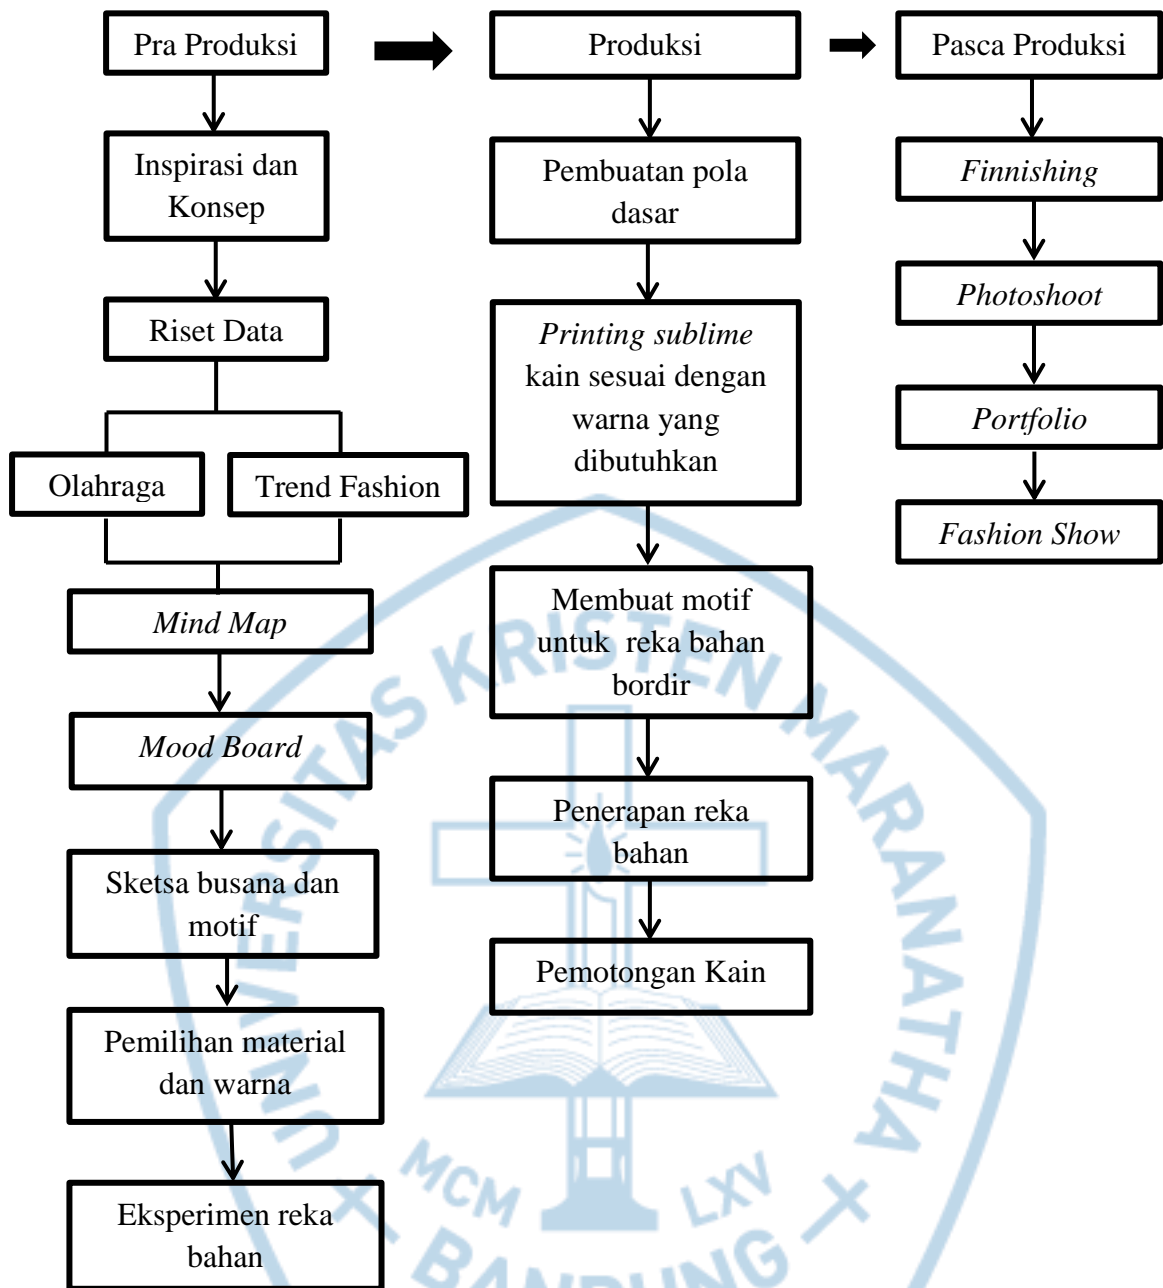 Pra Produksi
Inspirasi dan
Konsep
Riset Data
Olahraga
Trend Fashion
Mind Map
Mood Board
Sketsa busana dan
motif
Pemilihan material
dan warna
Eksperimen reka
bahan
Produksi
Pembuatan pola
dasar
Printing sublime
kain sesuai dengan
warna yang
dibutuhkan
Membuat motif
untuk reka bahan
bordir
Penerapan reka
bahan
Pemotongan Kain
Pasca Produksi
Finnishing
Photoshoot
Portfolio
Fashion Show
UNIVERSITAS KRISTEN MARANATHA
MCM LXV
BANDUNG